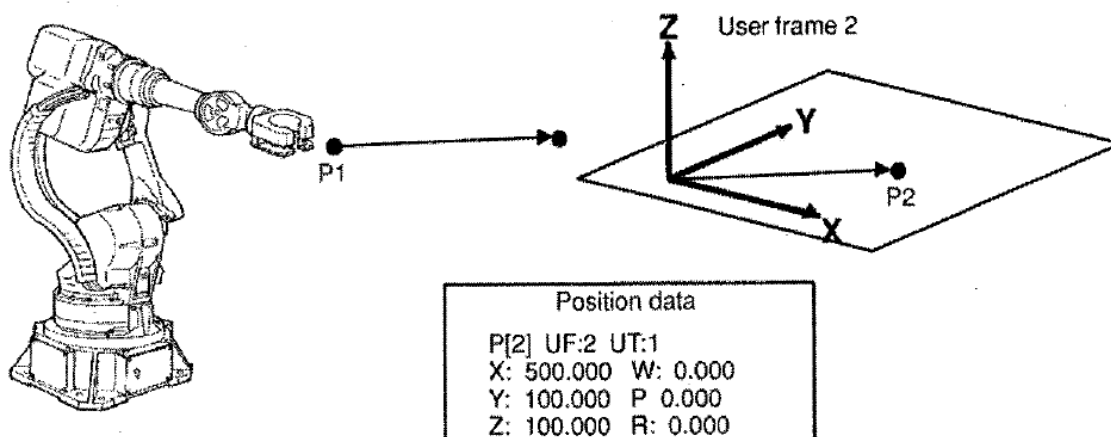 Z User frame 2
Y
P1
P2
X
Position data
P[2] UF:2 UT:1
X: 500.000 W: 0.000
Y: 100.000 P 0.000
Z: 100.000 R: 0.000